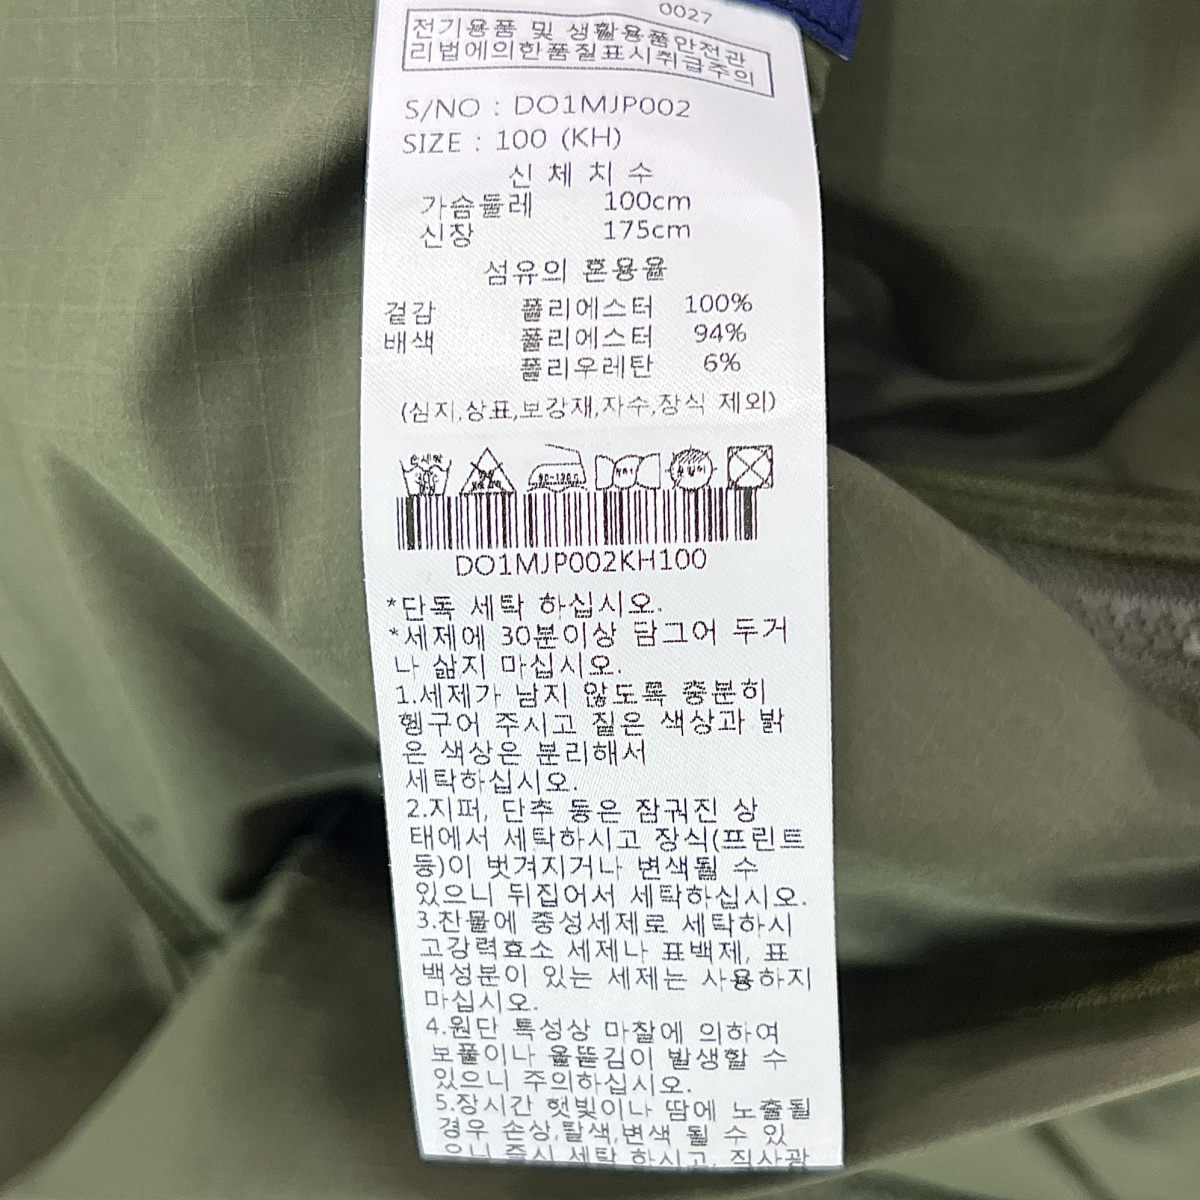 0027
전기용품 및 생활용품안전관
리법에의한품질표시취급주의
S/NO : DO1MJP002
SIZE : 100 (KH)
신 체 치 수
가슴둘레 100cm
신장 175cm
섬유의 혼용율
겉감 폴리에스터 100%
배색 폴리에스터 94%
폴리우레탄 6%
(심지,상표,보강재,자수,장식 제외)
손세탁
DO1MJP002KH100
*단독 세탁 하십시오.
*세제에 30분이상 담그어 두거
나 삶지 마십시오.
1.세제가 남지 않도록 충분히
헹구어 주시고 짙은 색상과 밝
은 색상은 분리해서
세탁하십시오.
2.지퍼, 단추 등은 잠궈진 상
태에서 세탁하시고 장식(프린트
등)이 벗겨지거나 변색될 수
있으니 뒤집어서 세탁하십시오.
3.찬물에 중성세제로 세탁하시
고강력효소 세제나 표백제, 표
백성분이 있는 세제는 사용하지
마십시오.
4.원단 특성상 마찰에 의하여
보풀이나 올뜯김이 발생할 수
있으니 주의하십시오.
5.장시간 햇빛이나 땀에 노출될
경우 손상,탈색,변색 될 수 있
으니 즉시 세탁 하시고, 직사광